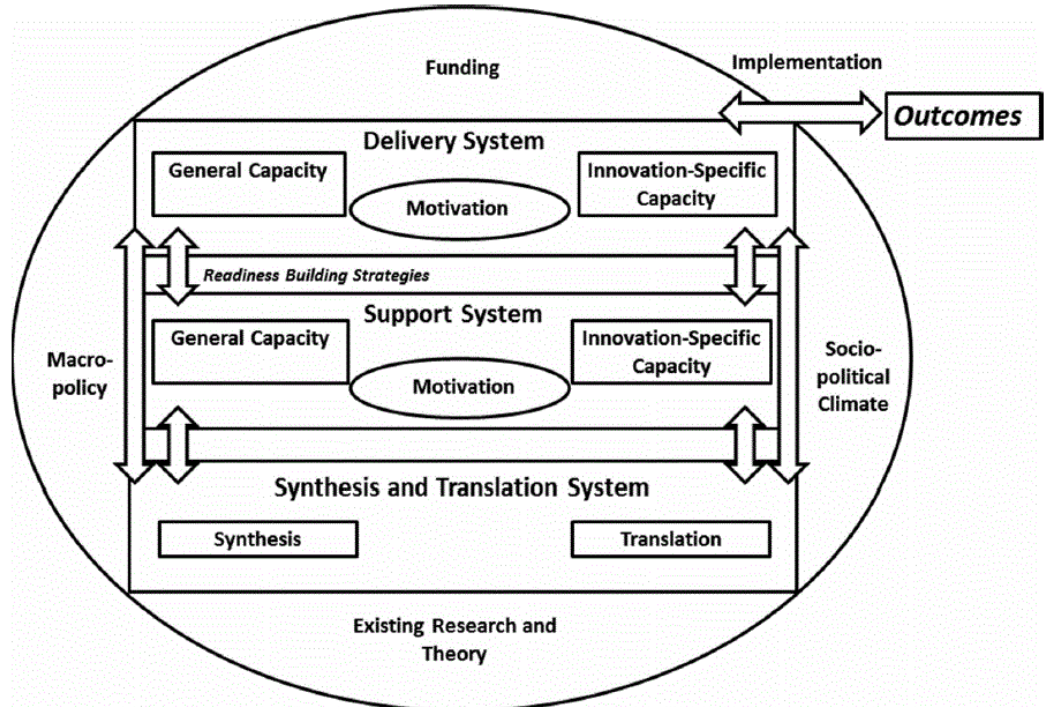 Funding
Implementation
Outcomes
Delivery System
General Capacity
Motivation
Innovation-Specific
Capacity
Readiness Building Strategies
Support System
General Capacity
Motivation
Innovation-Specific
Capacity
Macro-
policy
Socio-
political
Climate
Synthesis and Translation System
Synthesis
Translation
Existing Research and
Theory